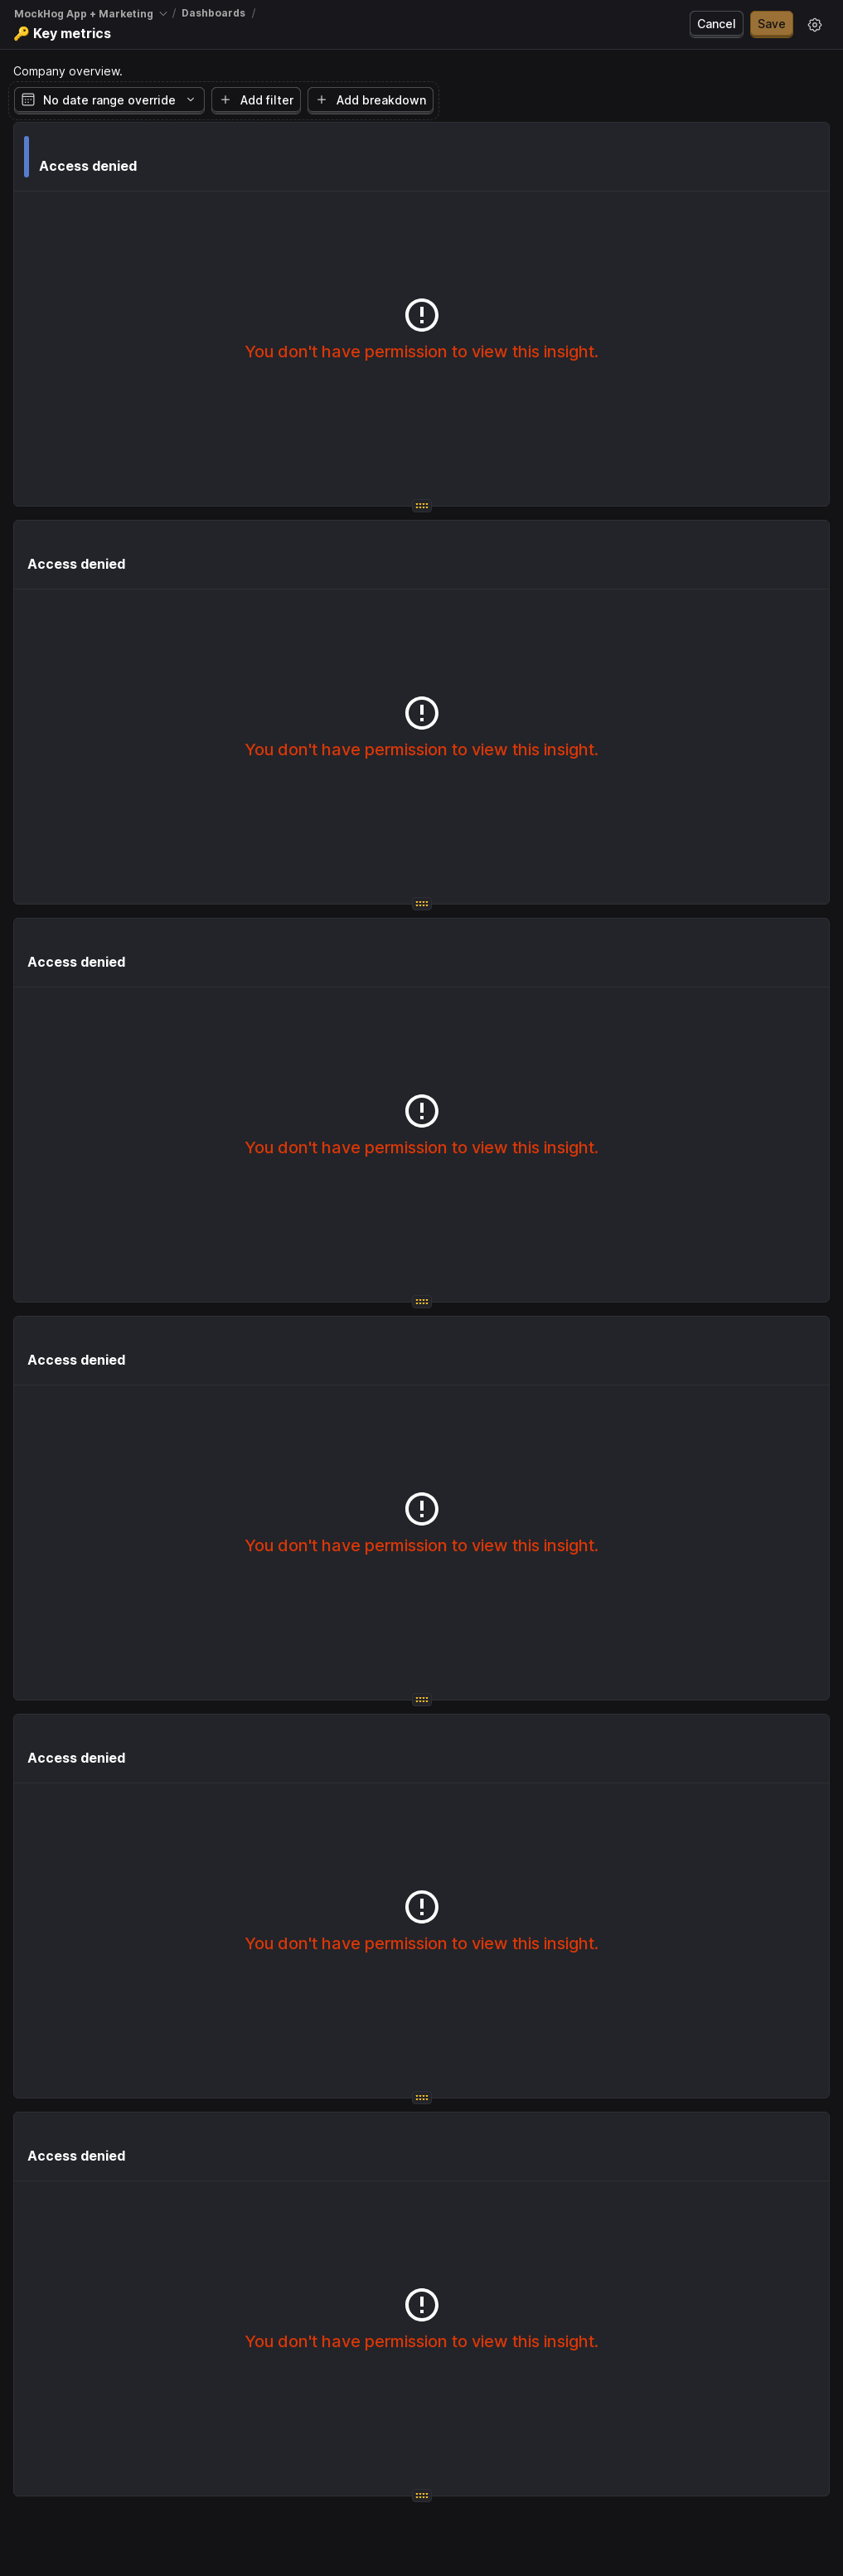 MockHog App + Marketing / Dashboards /
🔑 Key metrics
Cancel Save
Company overview.
No date range override Add filter Add breakdown
Access denied
You don't have permission to view this insight.
Access denied
You don't have permission to view this insight.
Access denied
You don't have permission to view this insight.
Access denied
You don't have permission to view this insight.
Access denied
You don't have permission to view this insight.
Access denied
You don't have permission to view this insight.